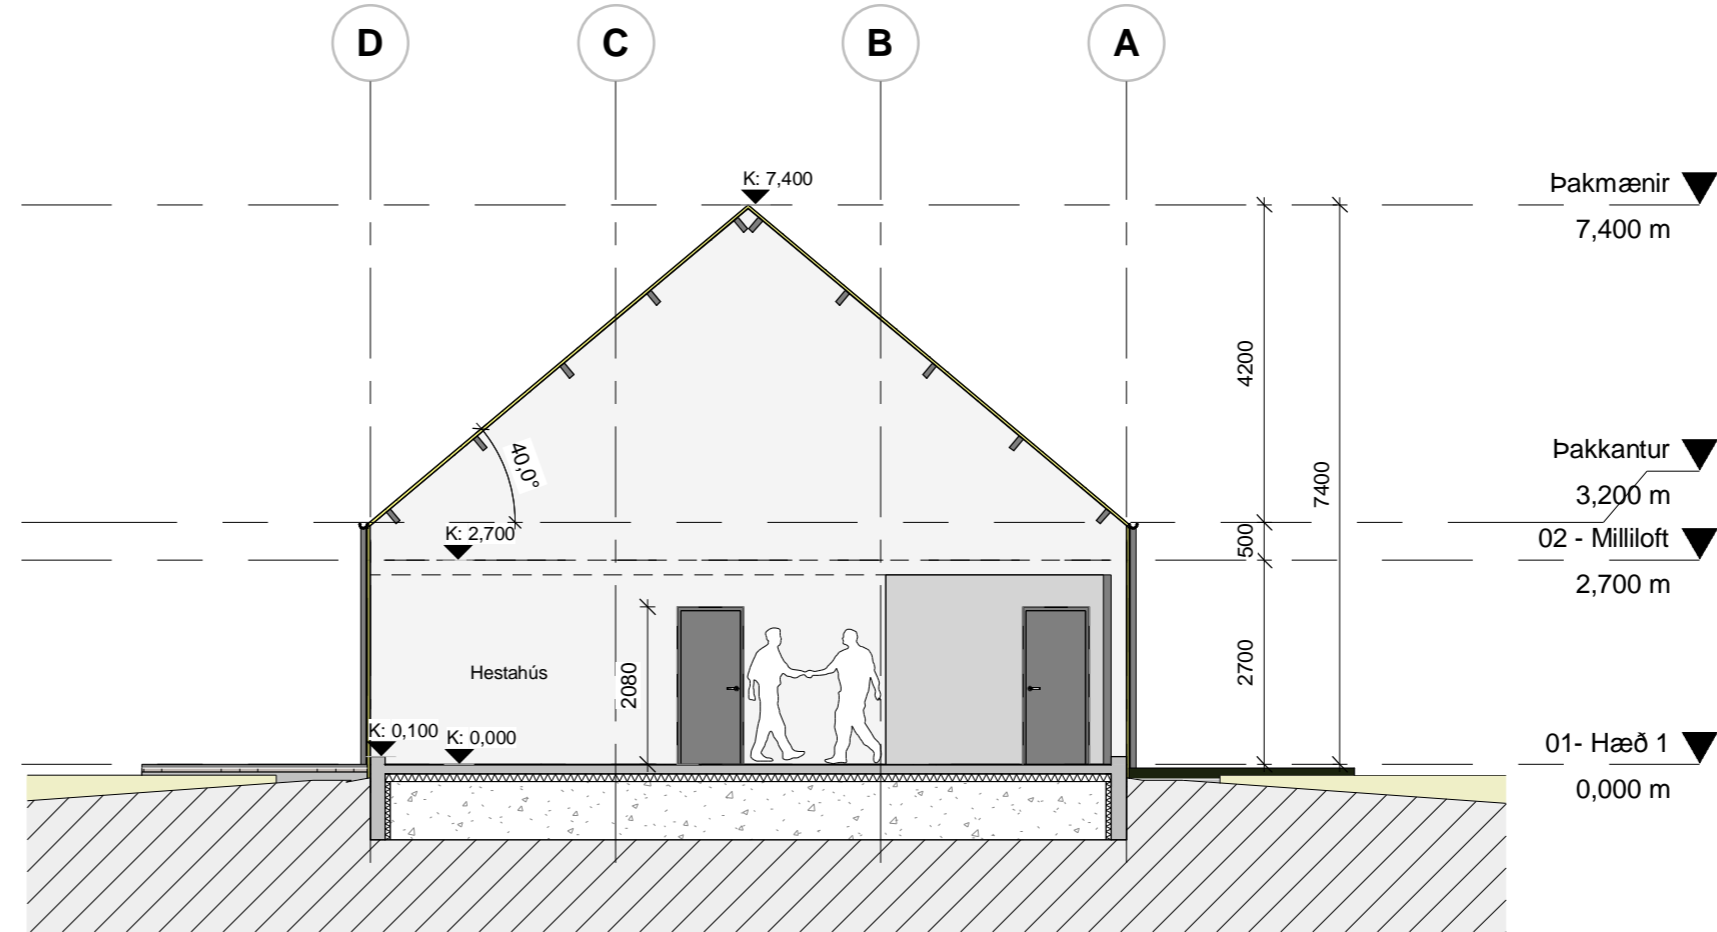 D
C
B
A
K: 7,400
Þakmænir
7,400 m
4200
7400
40,0°
Þakkantur
3,200 m
K: 2,700
500
02 - Milliloft
2,700 m
2700
2080
Hestahús
K: 0,100
K: 0,000
01- Hæð 1
0,000 m